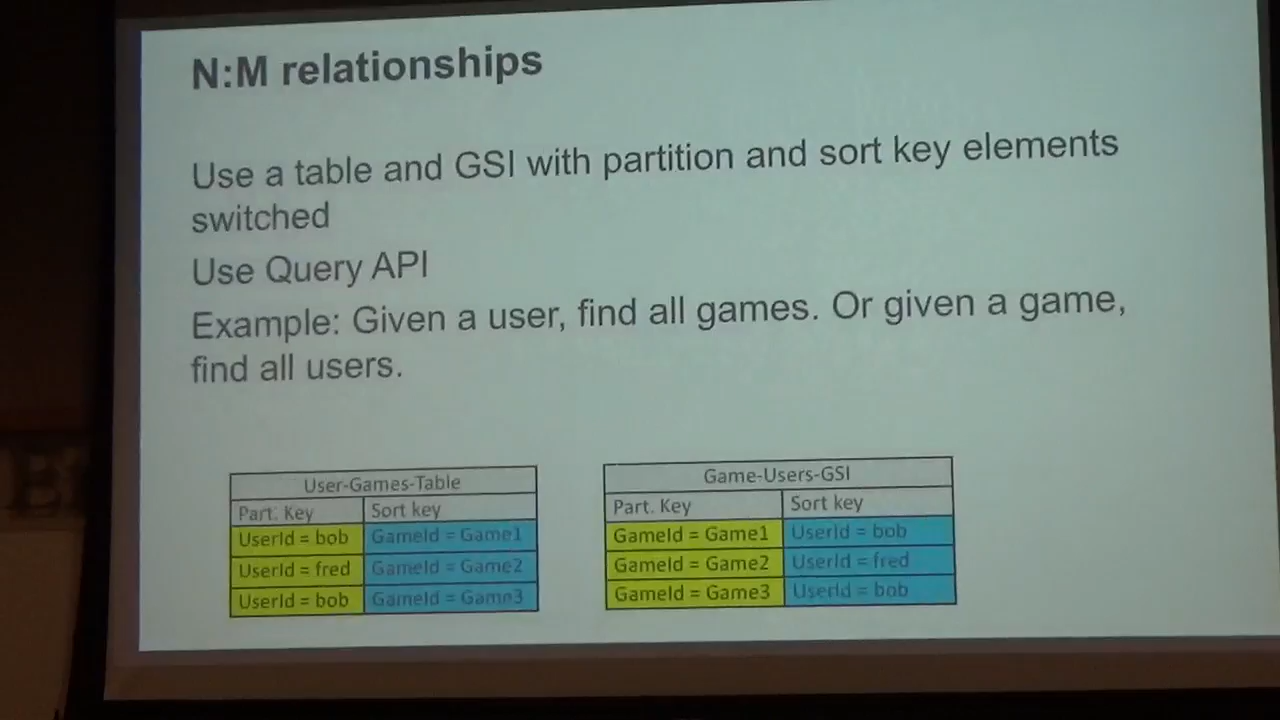 N:M relationships
Use a table and GSI with partition and sort key elements
switched
Use Query API
Example: Given a user, find all games. Or given a game,
find all users.
User-Games-Table
Part. Key Sort key
UserId = bob GameId = Game1
UserId = fred GameId = Game2
UserId = bob GameId = Game3
Game-Users-GSI
Part. Key Sort key
GameId = Game1 UserId = bob
GameId = Game2 UserId = fred
GameId = Game3 UserId = bob